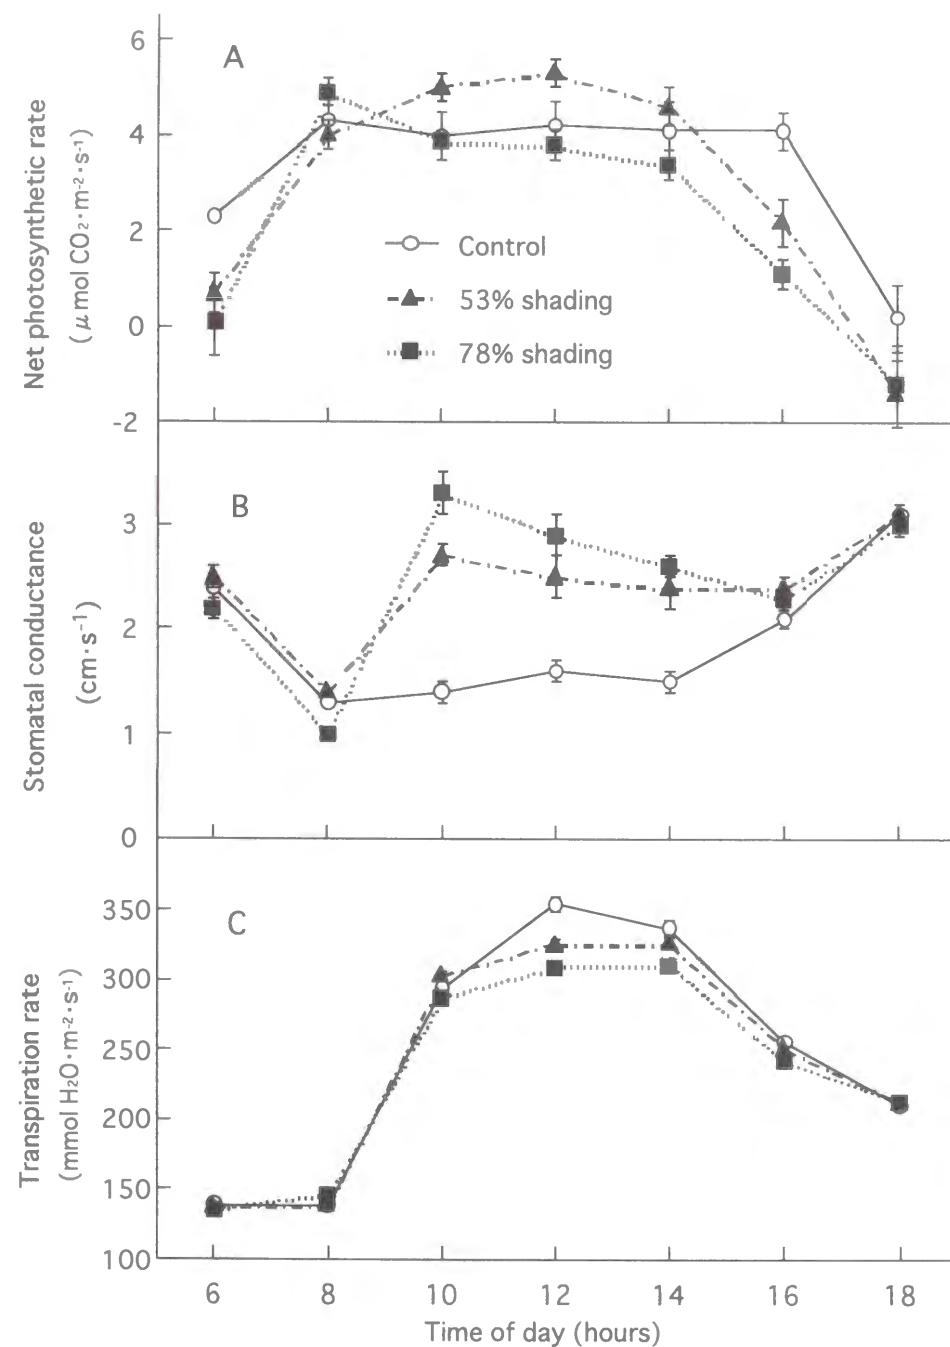 A
6
4
2
0
-2
Net photosynthetic rate
(μmol CO₂・m⁻²・s⁻¹)
Control
53% shading
78% shading
B
3
2
1
0
Stomatal conductance
(cm・s⁻¹)
C
350
300
250
200
150
100
Transpiration rate
(mmol H₂O・m⁻²・s⁻¹)
6 8 10 12 14 16 18
Time of day (hours)